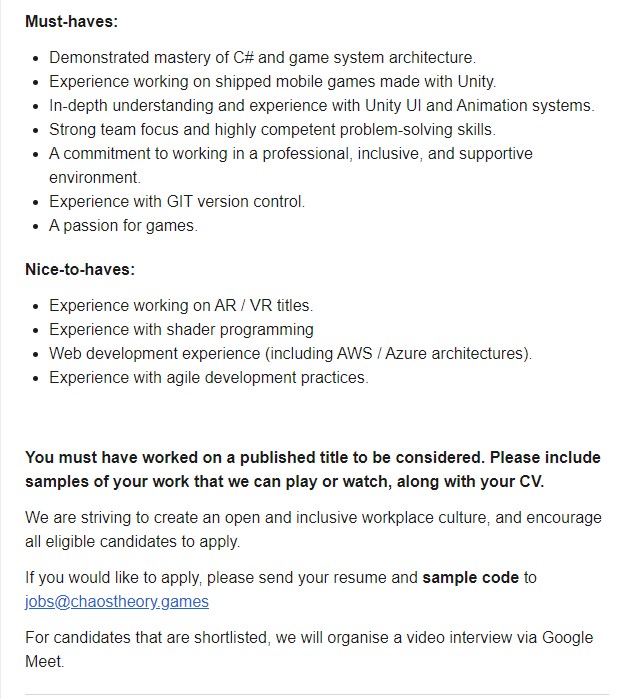 Must-haves:
• Demonstrated mastery of C# and game system architecture.
• Experience working on shipped mobile games made with Unity.
• In-depth understanding and experience with Unity UI and Animation systems.
• Strong team focus and highly competent problem-solving skills.
• A commitment to working in a professional, inclusive, and supportive
environment.
• Experience with GIT version control.
• A passion for games.
Nice-to-haves:
• Experience working on AR / VR titles.
• Experience with shader programming
• Web development experience (including AWS / Azure architectures).
• Experience with agile development practices.
You must have worked on a published title to be considered. Please include
samples of your work that we can play or watch, along with your CV.
We are striving to create an open and inclusive workplace culture, and encourage
all eligible candidates to apply.
If you would like to apply, please send your resume and sample code to
jobs@chaostheory.games
For candidates that are shortlisted, we will organise a video interview via Google
Meet.